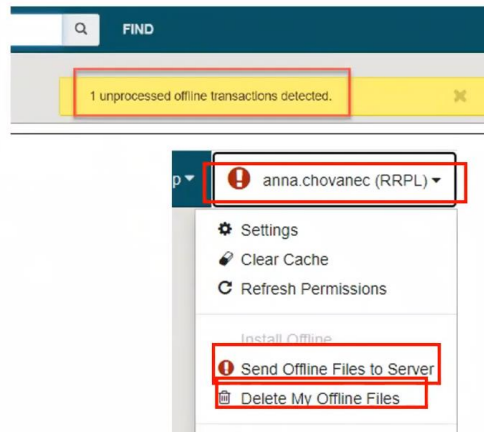 FIND
1 unprocessed offline transactions detected.
p
anna.chovanec (RRPL)
Settings
Clear Cache
Refresh Permissions
Install Offline
Send Offline Files to Server
Delete My Offline Files